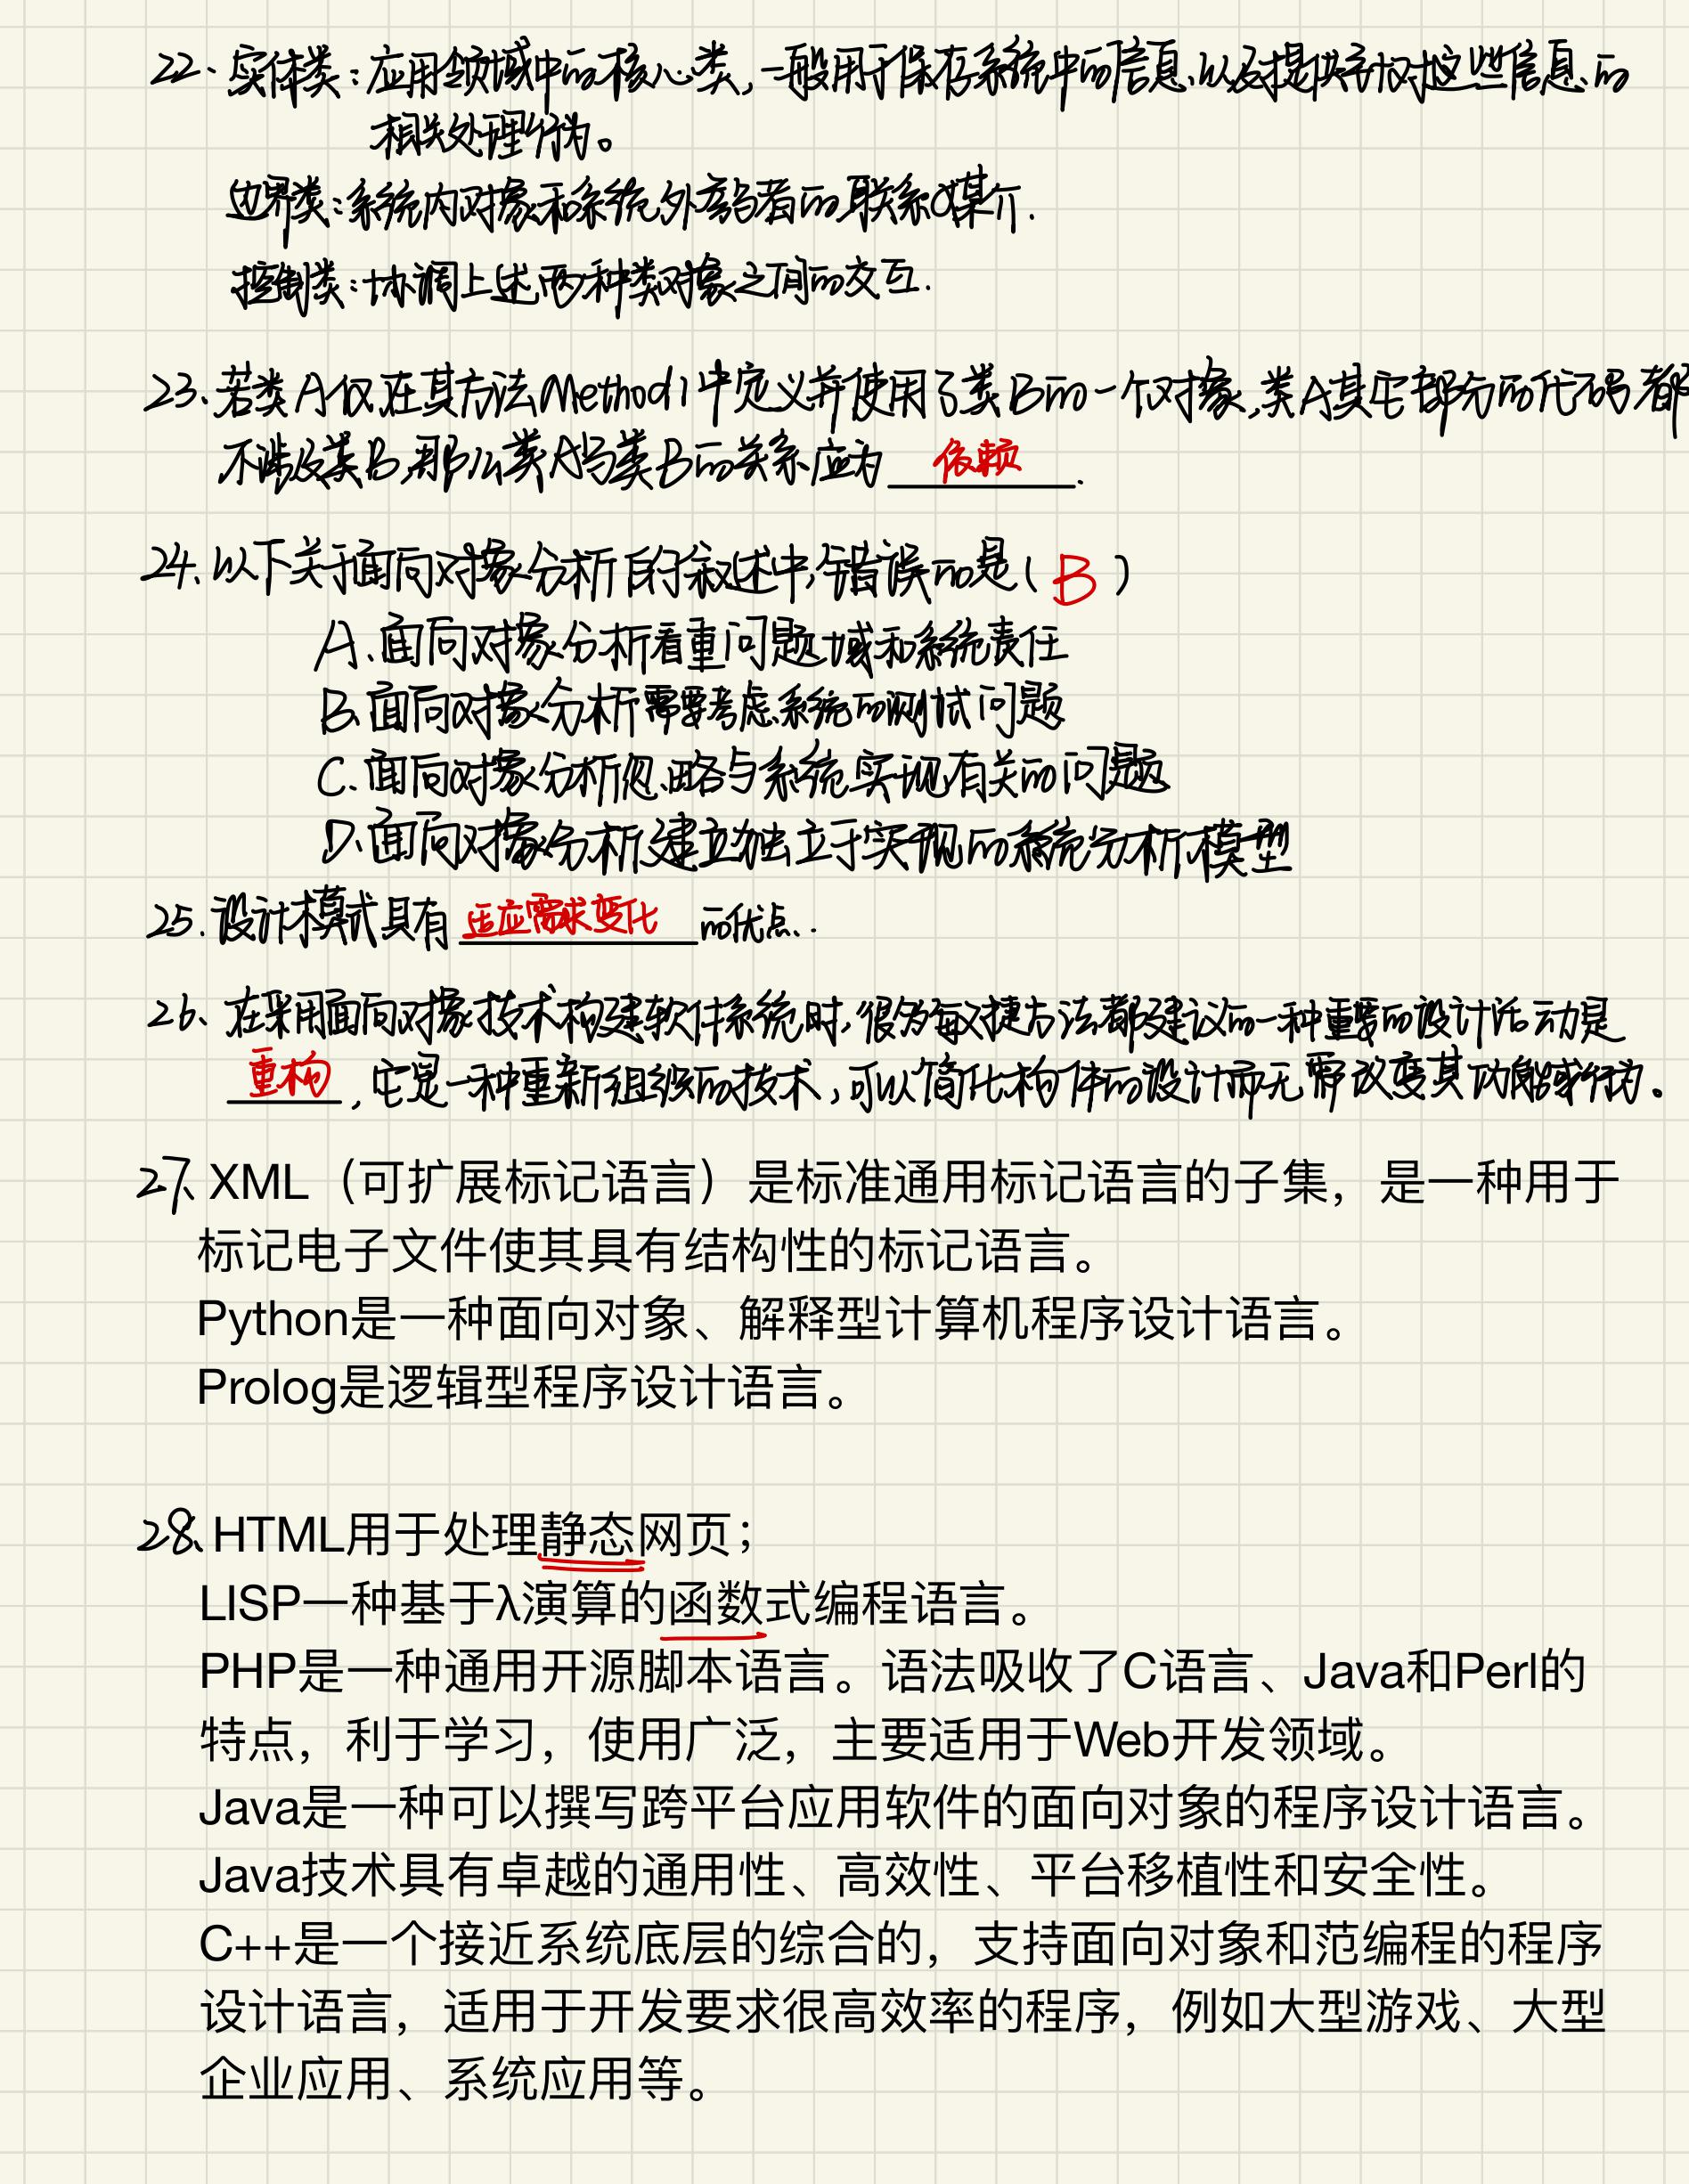 22. 实体类：应用领域中的核心类，一般用于保存系统中的信息以及提供针对这些信息的
相关处理行为。
边界类：系统内对象和系统外参与者的联系媒介.
控制类：协调上述两种类对象之间的交互.
23. 若类A仅在其方法Method1中定义并使用了类B的一个对象,类A其它部分的代码都
不涉及类B,那么类A与类B的关系应为 依赖 .
24. 以下关于面向对象分析的叙述中,错误的是( B )
A. 面向对象分析看重问题域和系统责任
B. 面向对象分析需要考虑系统的测试问题
C. 面向对象分析忽略与系统实现有关的问题
D. 面向对象分析建立独立于实现的系统分析模型
25. 设计模式具有 适应需求变化 的优点.
26、在采用面向对象技术构建软件系统时,很多敏捷方法都建议的一种重要的设计活动是
重构 ,它是一种重新组织的技术,可以简化构件的设计而无需改变其功能或行为。
27、XML（可扩展标记语言）是标准通用标记语言的子集，是一种用于
标记电子文件使其具有结构性的标记语言。
Python是一种面向对象、解释型计算机程序设计语言。
Prolog是逻辑型程序设计语言。
28、HTML用于处理静态网页；
LISP一种基于λ演算的函数式编程语言。
PHP是一种通用开源脚本语言。语法吸收了C语言、Java和Perl的
特点，利于学习，使用广泛，主要适用于Web开发领域。
Java是一种可以撰写跨平台应用软件的面向对象的程序设计语言。
Java技术具有卓越的通用性、高效性、平台移植性和安全性。
C++是一个接近系统底层的综合的，支持面向对象和范编程的程序
设计语言，适用于开发要求很高效率的程序，例如大型游戏、大型
企业应用、系统应用等。